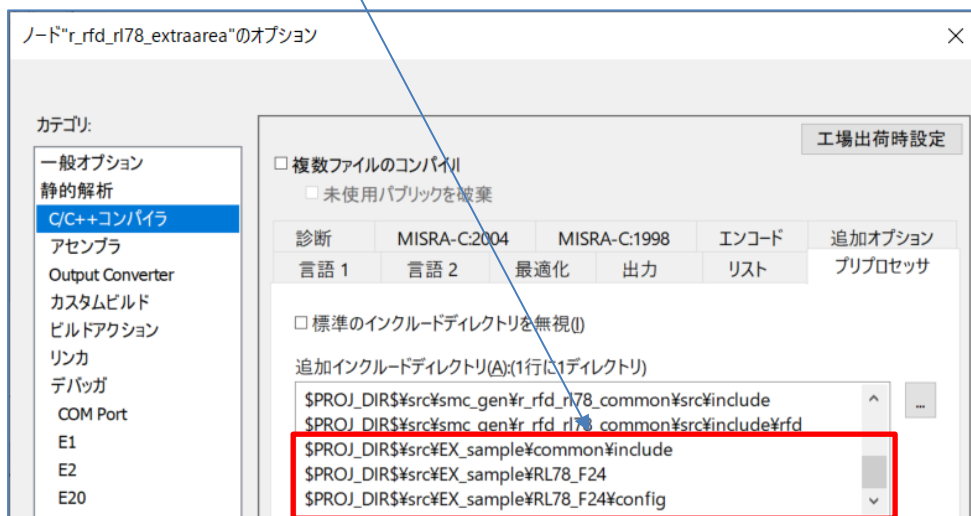 ノード"r_rfd_rl78_extraarea"のオプション
カテゴリ:
一般オプション
静的解析
C/C++コンパイラ
アセンブラ
Output Converter
カスタムビルド
ビルドアクション
リンカ
デバッガ
COM Port
E1
E2
E20
工場出荷時設定
複数ファイルのコンパイル
未使用パブリックを破棄
診断 MISRA-C:2004 MISRA-C:1998 エンコード 追加オプション
言語 1 言語 2 最適化 出力 リスト プリプロセッサ
標準のインクルードディレクトリを無視(I)
追加インクルードディレクトリ(A):(1行に1ディレクトリ)
$PROJ_DIR$¥src¥smc_gen¥r_rfd_rl78_common¥src¥include
$PROJ_DIR$¥src¥smc_gen¥r_rfd_rl78_common¥src¥include¥rfd
$PROJ_DIR$¥src¥EX_sample¥common¥include
$PROJ_DIR$¥src¥EX_sample¥RL78_F24
$PROJ_DIR$¥src¥EX_sample¥RL78_F24¥config
...